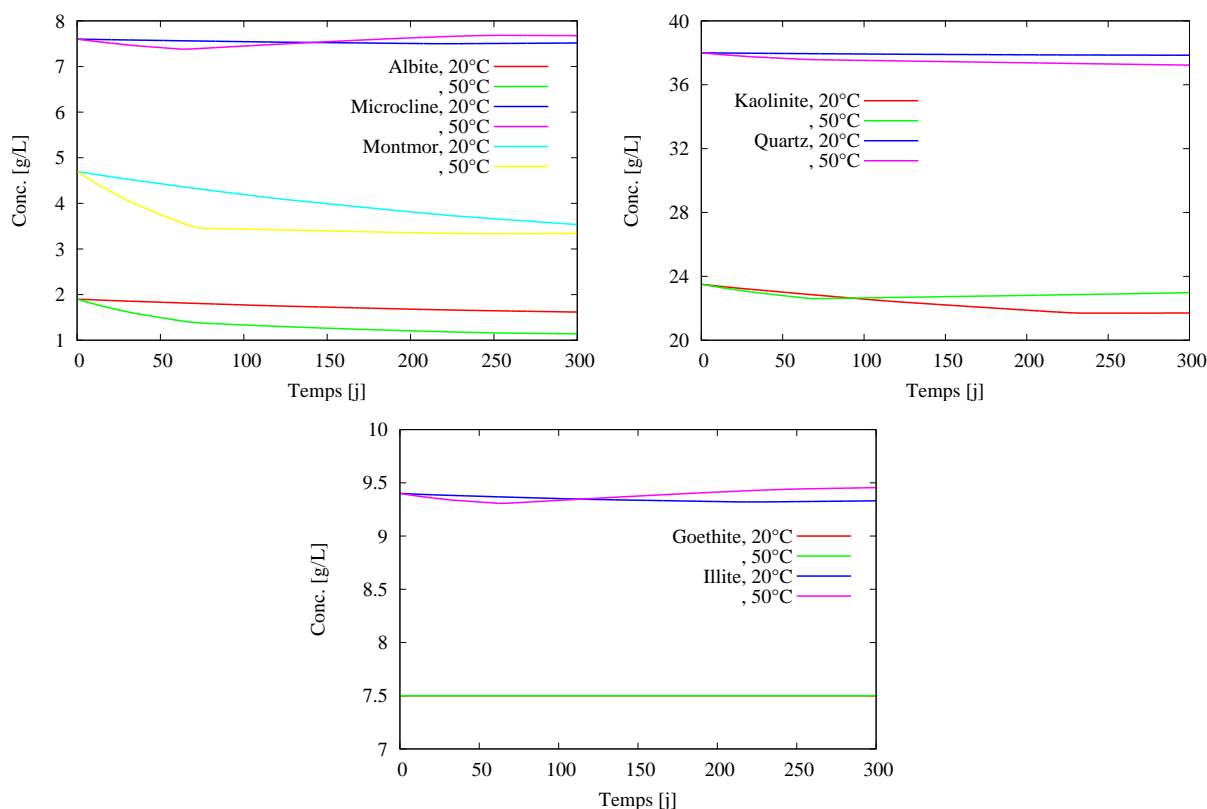 8
7
6
5
4
3
2
1
0 50 100 150 200 250 300
Conc. [g/L]
Temps [j]
Albite, 20°C
, 50°C
Microcline, 20°C
, 50°C
Montmor, 20°C
, 50°C
40
36
32
28
24
20
0 50 100 150 200 250 300
Conc. [g/L]
Temps [j]
Kaolinite, 20°C
, 50°C
Quartz, 20°C
, 50°C
10
9.5
9
8.5
8
7.5
7
0 50 100 150 200 250 300
Conc. [g/L]
Temps [j]
Goethite, 20°C
, 50°C
Illite, 20°C
, 50°C